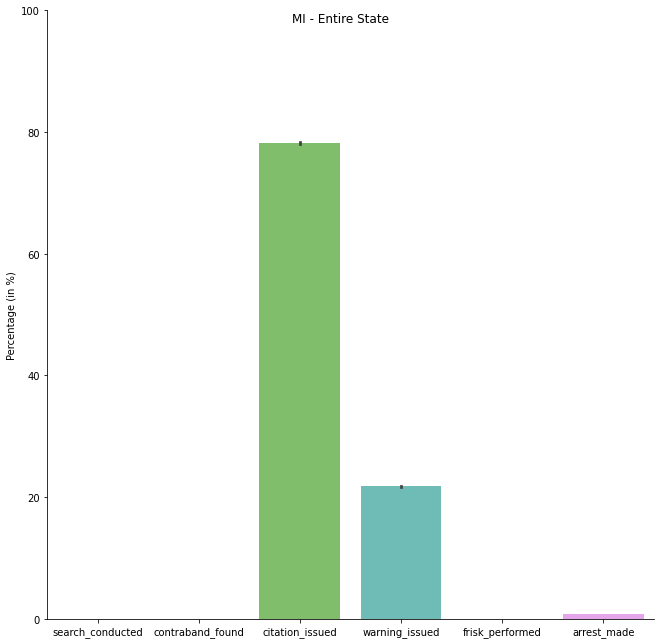 MI - Entire State
Percentage (in %)
100
80
60
40
20
0
search_conducted contraband_found citation_issued warning_issued frisk_performed arrest_made